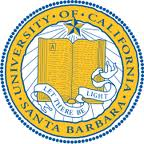 UNIVERSITY OF CALIFORNIA
SANTA BARBARA
LET THERE BE
LIGHT